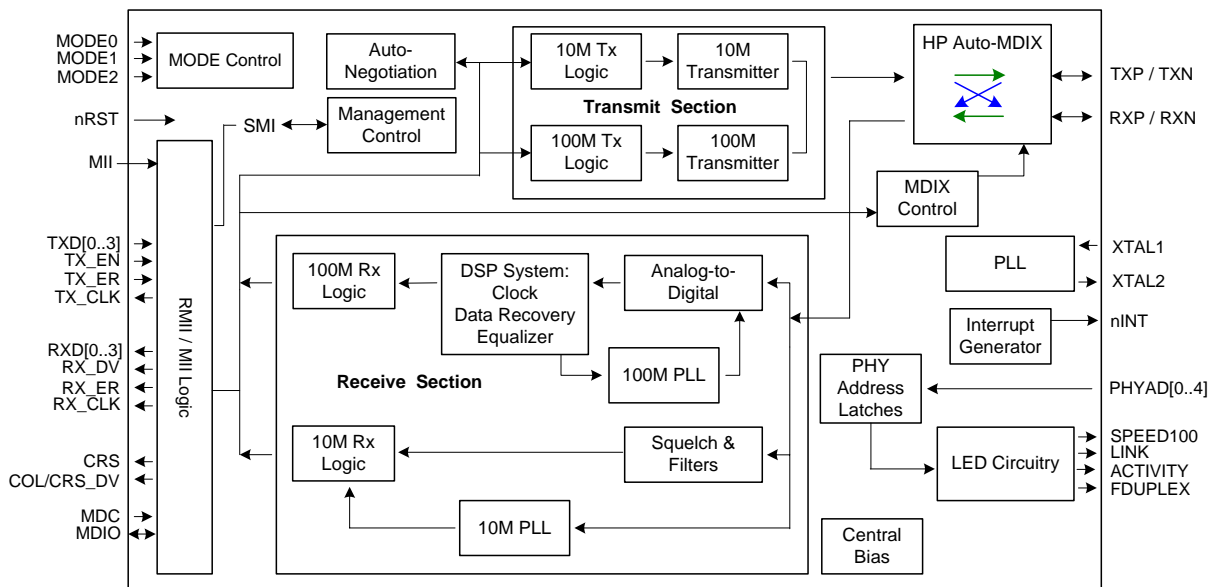 MODE0
MODE1
MODE2
nRST
MII
TXD[0..3]
TX_EN
TX_ER
TX_CLK
RXD[0..3]
RX_DV
RX_ER
RX_CLK
CRS
COL/CRS_DV
MDC
MDIO
MODE Control
RMII / MII Logic
SMI
Auto-
Negotiation
Management
Control
10M Tx
Logic
10M
Transmitter
Transmit Section
100M Tx
Logic
100M
Transmitter
HP Auto-MDIX
MDIX
Control
TXP / TXN
RXP / RXN
100M Rx
Logic
DSP System:
Clock
Data Recovery
Equalizer
Analog-to-
Digital
100M PLL
Receive Section
10M Rx
Logic
Squelch &
Filters
10M PLL
PLL
XTAL1
XTAL2
Interrupt
Generator
nINT
PHY
Address
Latches
PHYAD[0..4]
LED Circuitry
SPEED100
LINK
ACTIVITY
FDUPLEX
Central
Bias